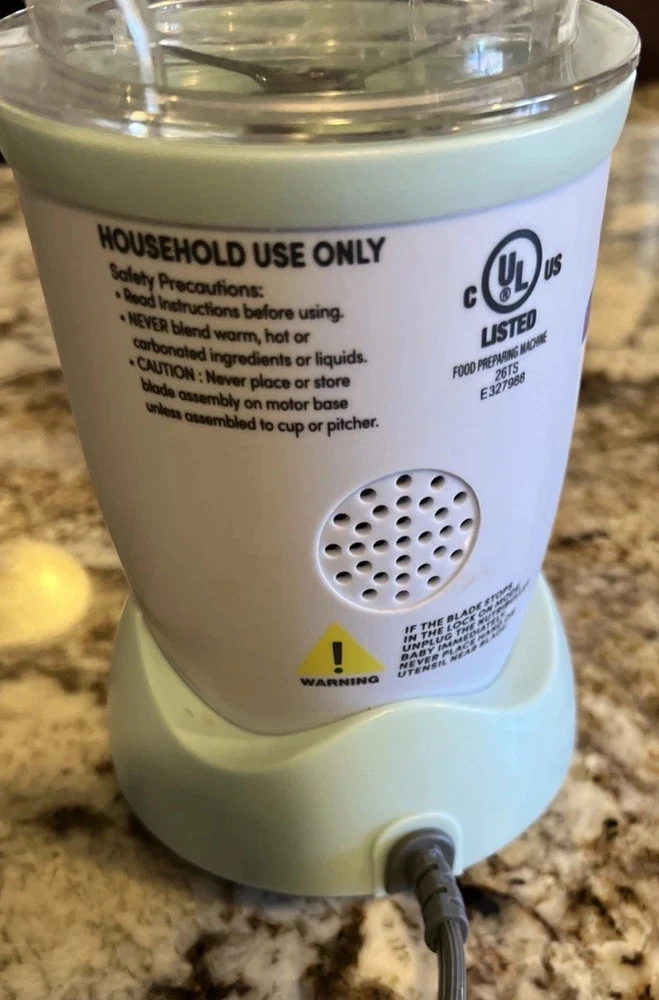 HOUSEHOLD USE ONLY
Safety Precautions:
• Read Instructions before using.
• NEVER blend warm, hot or
carbonated ingredients or liquids.
• CAUTION : Never place or store
blade assembly on motor base
unless assembled to cup or pitcher.
C UL ® US
LISTED
FOOD PREPARING MACHINE
26TS
E327988
WARNING
IF THE BLADE STOPS
IN THE LOCK ON MODE,
UNPLUG THE
BABY IMMEDIATELY.
NEVER PLACE HAND OR
UTENSIL NEAR